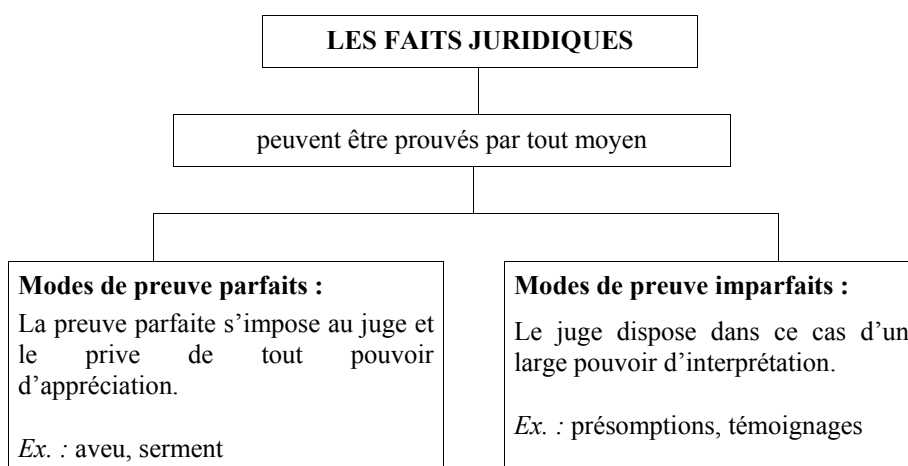 LES FAITS JURIDIQUES
peuvent être prouvés par tout moyen
Modes de preuve parfaits :
La preuve parfaite s’impose au juge et
le prive de tout pouvoir
d’appréciation.
Ex. : aveu, serment
Modes de preuve imparfaits :
Le juge dispose dans ce cas d’un
large pouvoir d’interprétation.
Ex. : présomptions, témoignages